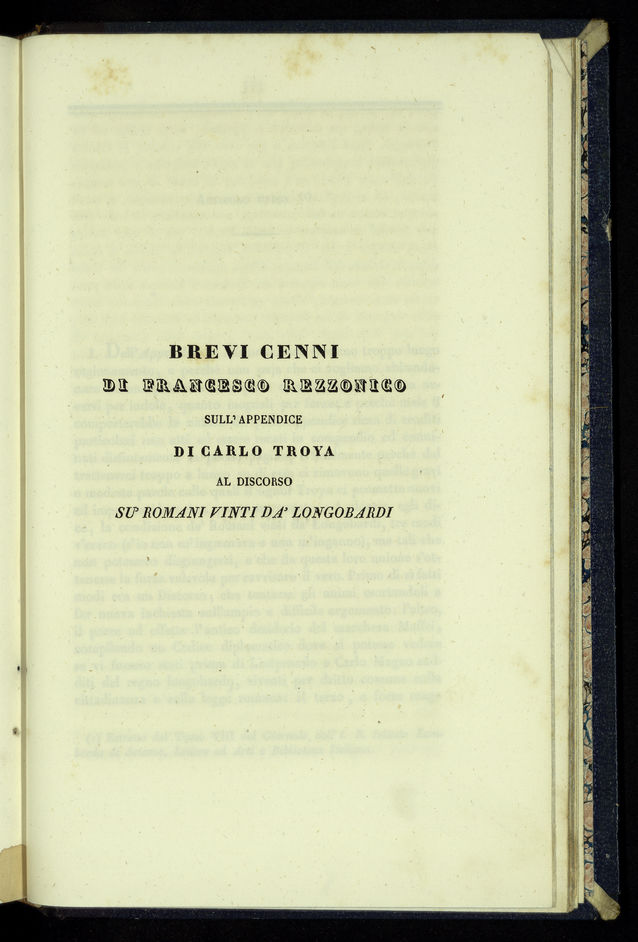 BREVI CENNI
DI FRANCESCO REZZONICO
SULL' APPENDICE
DI CARLO TROYA
AL DISCORSO
SU' ROMANI VINTI DA' LONGOBARDI